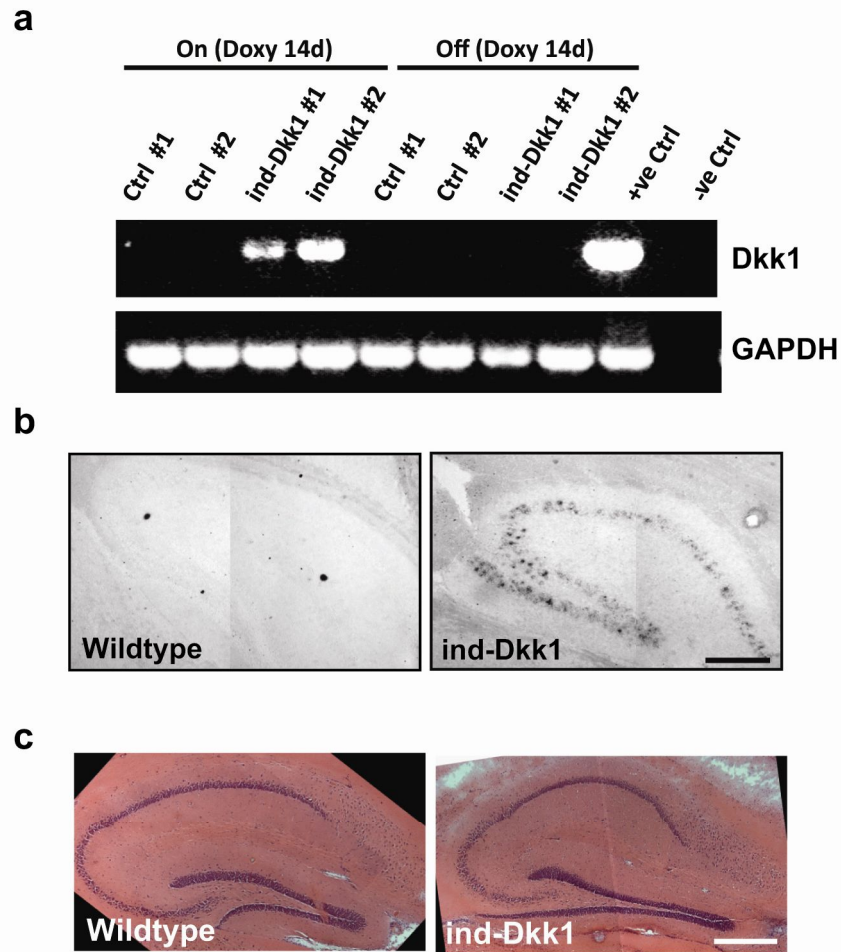 a
On (Doxy 14d)
Off (Doxy 14d)
Ctrl #1
Ctrl #2
ind-Dkk1 #1
ind-Dkk1 #2
Ctrl #1
Ctrl #2
ind-Dkk1 #1
ind-Dkk1 #2
+ve Ctrl
-ve Ctrl
Dkk1
GAPDH
b
Wildtype
ind-Dkk1
c
Wildtype
ind-Dkk1